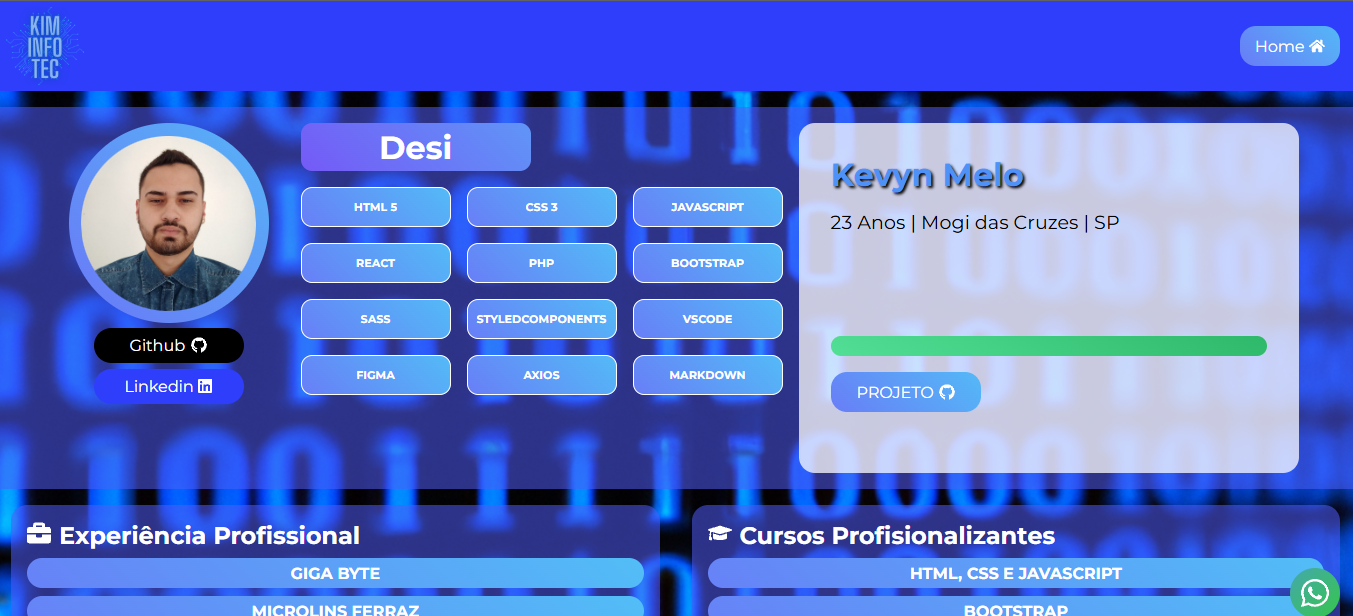 KIM
INFO
TEC
Home
Desi
HTML 5
CSS 3
JAVASCRIPT
REACT
PHP
BOOTSTRAP
SASS
STYLEDCOMPONENTS
VSCODE
FIGMA
AXIOS
MARKDOWN
Github
Linkedin
Kevyn Melo
23 Anos | Mogi das Cruzes | SP
PROJETO
Experiência Profissional
GIGA BYTE
MICROLINS FERRAZ
Cursos Profisionalizantes
HTML, CSS E JAVASCRIPT
BOOTSTRAP